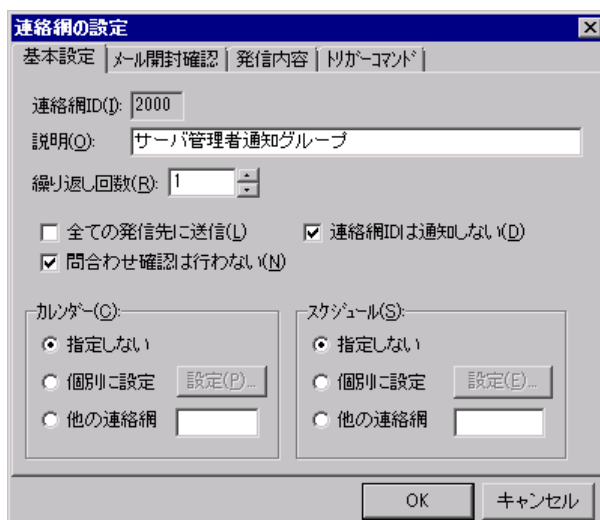 連絡網の設定
基本設定 ﾒｰﾙ開封確認 発信内容 ﾄﾘｶﾞｰｺﾏﾝﾄﾞ
連絡網ID(I): 2000
説明(O): サーバ管理者通知グループ
繰り返し回数(R): 1
全ての発信先に送信(L) 連絡網IDは通知しない(D)
問合わせ確認は行わない(N)
ｶﾚﾝﾀﾞｰ(C): ｽｹｼﾞｭｰﾙ(S):
指定しない 指定しない
個別に設定 設定(P)... 個別に設定 設定(E)...
他の連絡網 他の連絡網
OK キャンセル